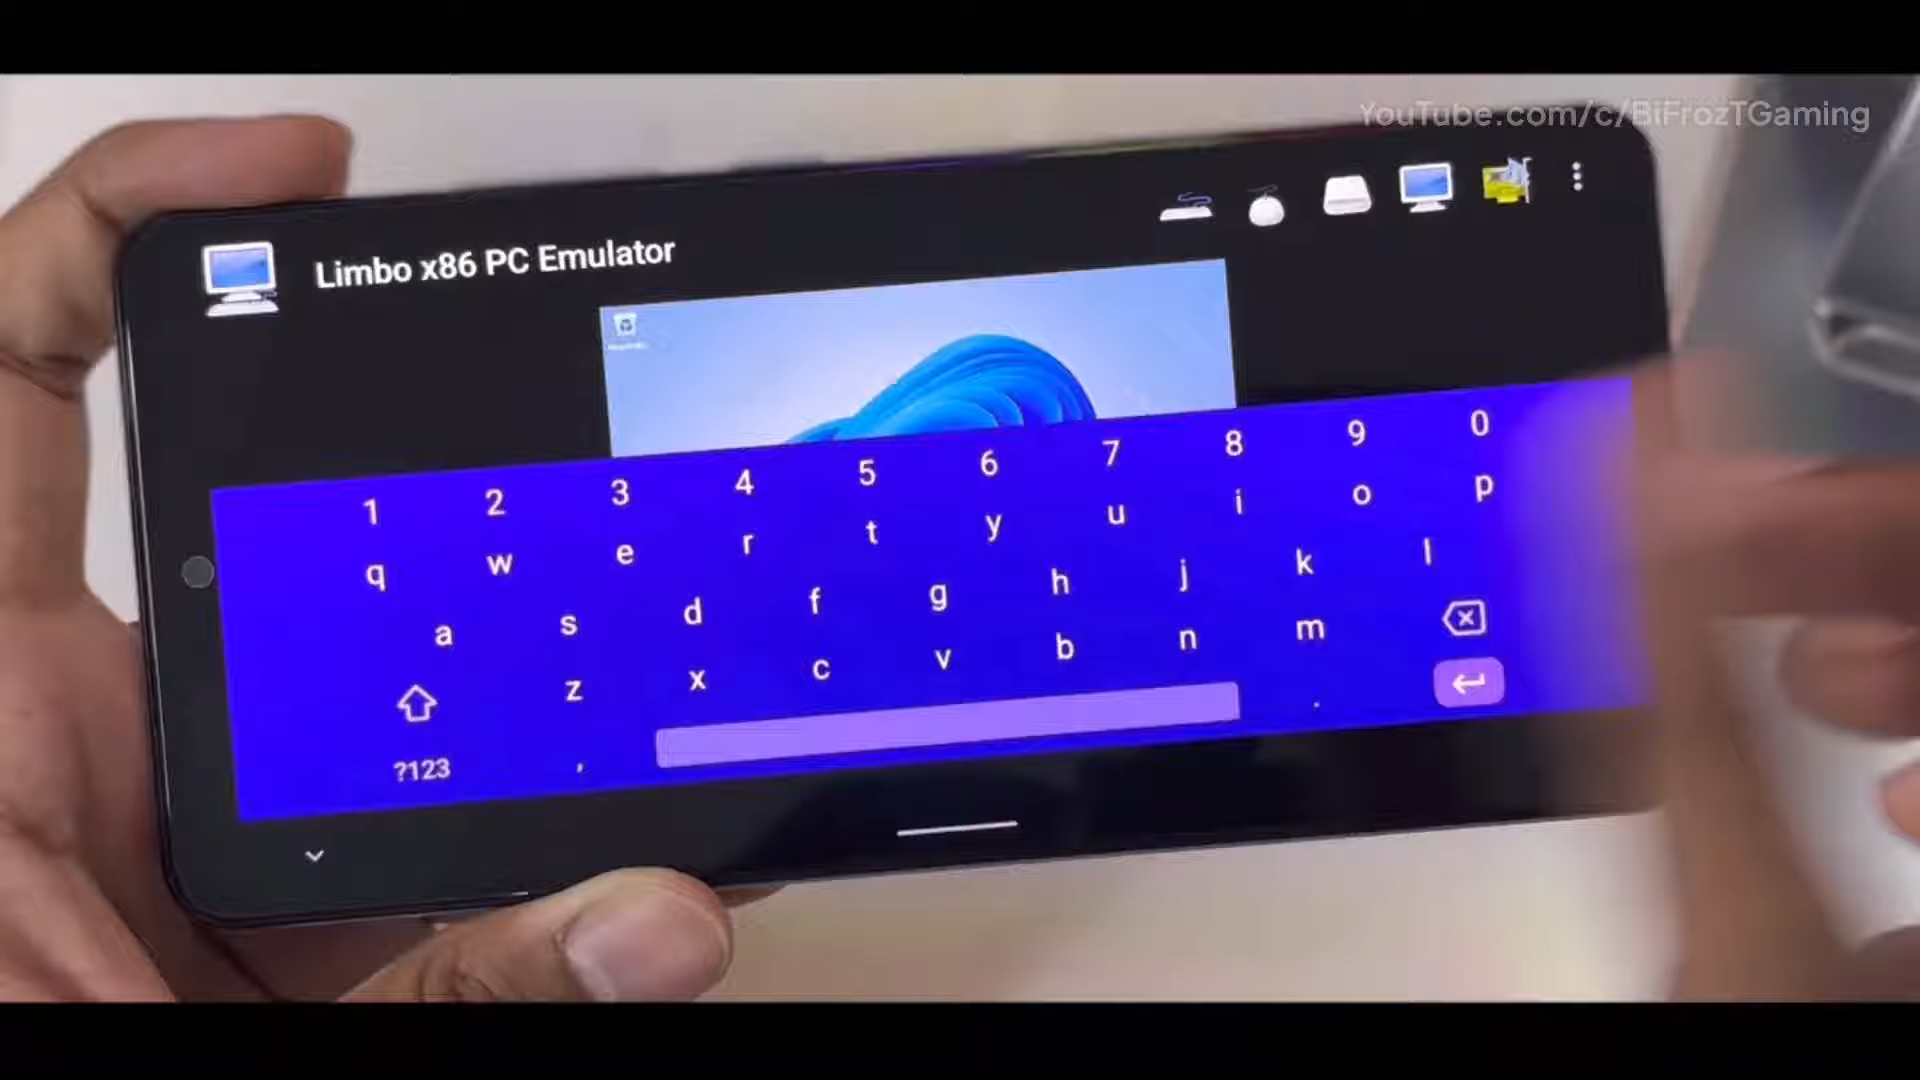 YouTube.com/c/BiFrozTGaming
Limbo x86 PC Emulator
1 2 3 4 5 6 7 8 9 0
q w e r t y u i o p
a s d f g h j k l
z x c v b n m
?123 , .